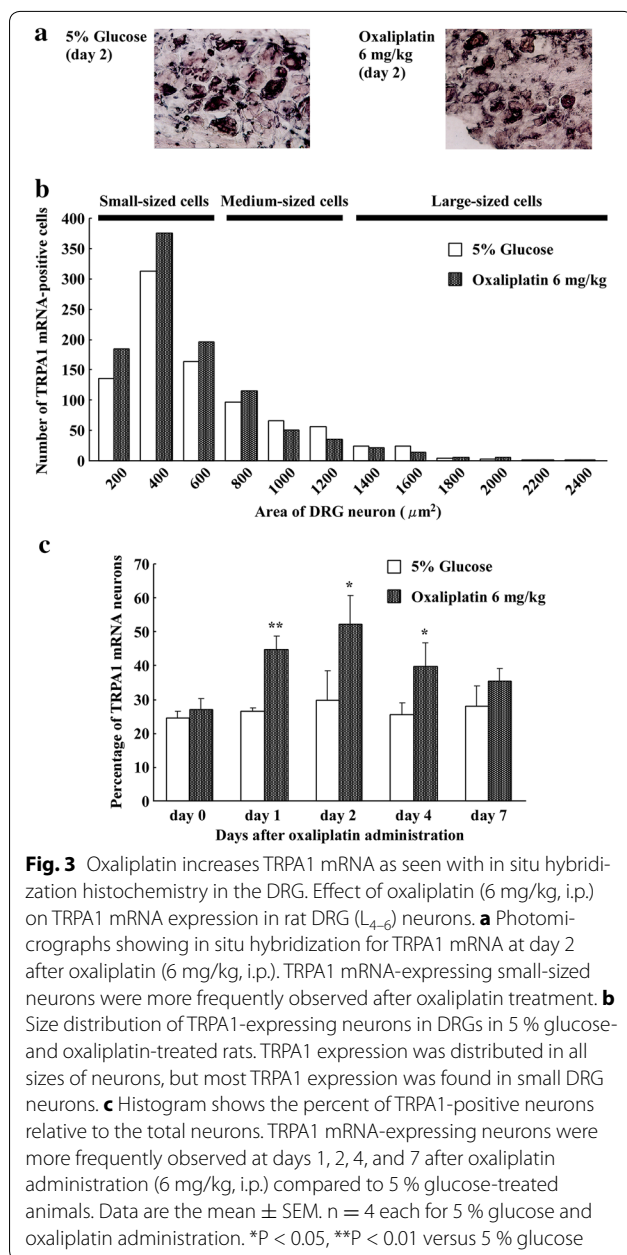 a
5% Glucose
(day 2)
Oxaliplatin
6 mg/kg
(day 2)
b
Small-sized cells Medium-sized cells Large-sized cells
Number of TRPA1 mRNA-positive cells
400
350
300
250
200
150
100
50
0
5% Glucose
Oxaliplatin 6 mg/kg
200 400 600 800 1000 1200 1400 1600 1800 2000 2200 2400
Area of DRG neuron (μm²)
c
Percentage of TRPA1 mRNA neurons
70
60
50
40
30
20
10
0
5% Glucose
Oxaliplatin 6 mg/kg
** * *
day 0 day 1 day 2 day 4 day 7
Days after oxaliplatin administration
Fig. 3 Oxaliplatin increases TRPA1 mRNA as seen with in situ hybridi-
zation histochemistry in the DRG. Effect of oxaliplatin (6 mg/kg, i.p.)
on TRPA1 mRNA expression in rat DRG (L4–6) neurons. a Photomi-
crographs showing in situ hybridization for TRPA1 mRNA at day 2
after oxaliplatin (6 mg/kg, i.p.). TRPA1 mRNA-expressing small-sized
neurons were more frequently observed after oxaliplatin treatment. b
Size distribution of TRPA1-expressing neurons in DRGs in 5 % glucose-
and oxaliplatin-treated rats. TRPA1 expression was distributed in all
sizes of neurons, but most TRPA1 expression was found in small DRG
neurons. c Histogram shows the percent of TRPA1-positive neurons
relative to the total neurons. TRPA1 mRNA-expressing neurons were
more frequently observed at days 1, 2, 4, and 7 after oxaliplatin
administration (6 mg/kg, i.p.) compared to 5 % glucose-treated
animals. Data are the mean ± SEM. n = 4 each for 5 % glucose and
oxaliplatin administration. *P < 0.05, **P < 0.01 versus 5 % glucose